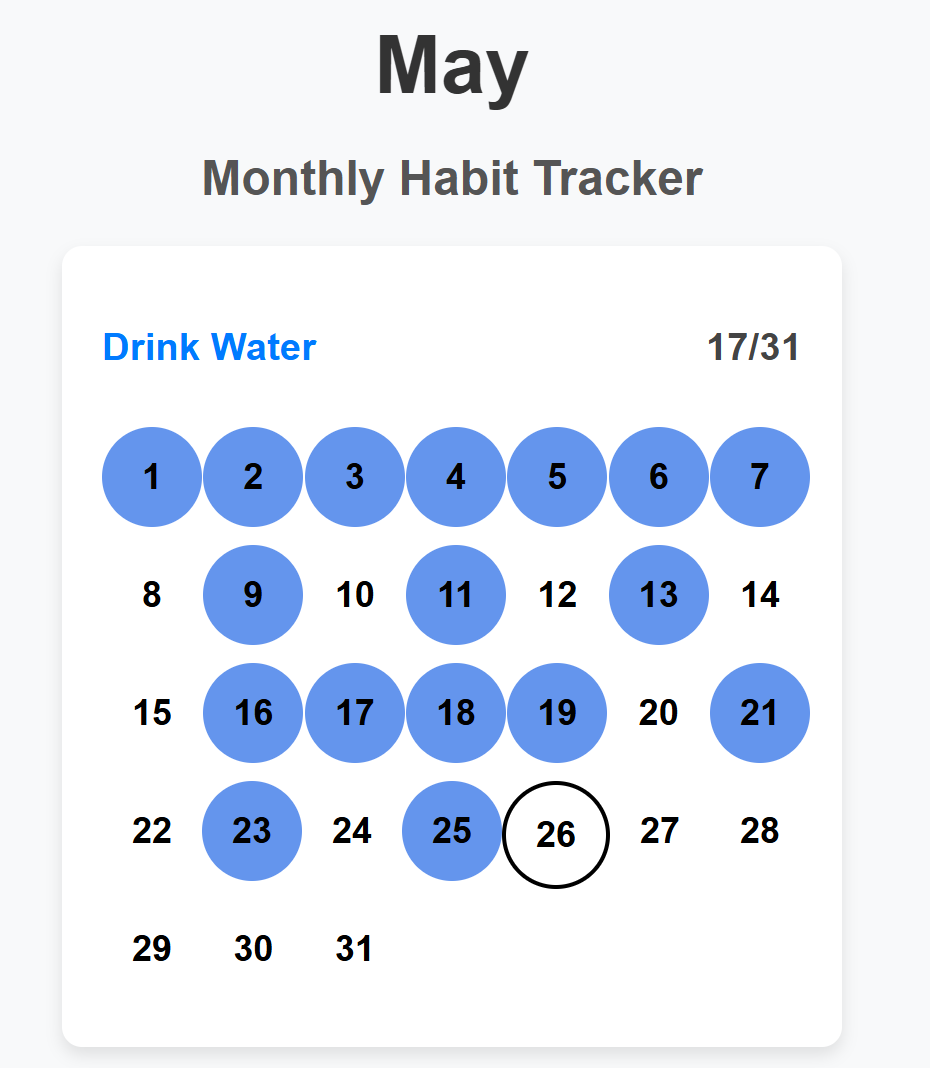 May
Monthly Habit Tracker
Drink Water 17/31
1 2 3 4 5 6 7
8 9 10 11 12 13 14
15 16 17 18 19 20 21
22 23 24 25 26 27 28
29 30 31